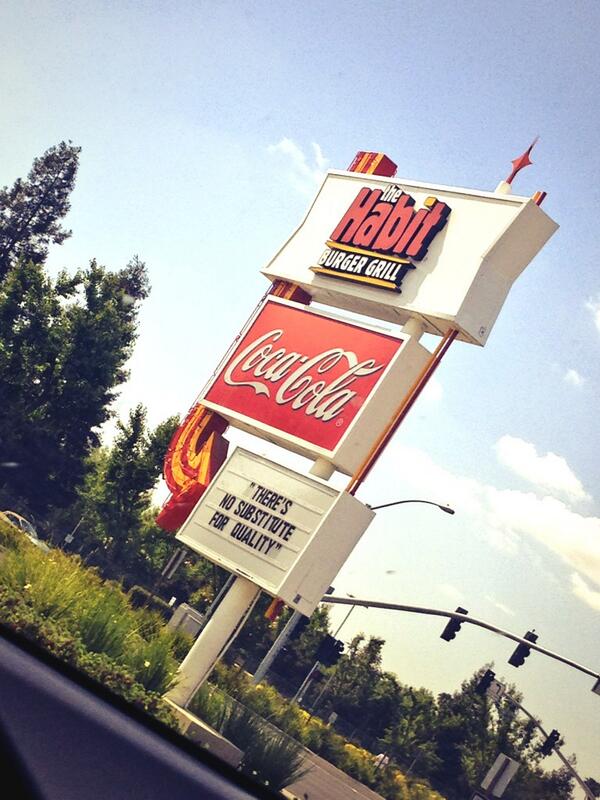 the
Habit
BURGER GRILL
Coca-Cola
"THERE'S
NO SUBSTITUTE
FOR QUALITY"